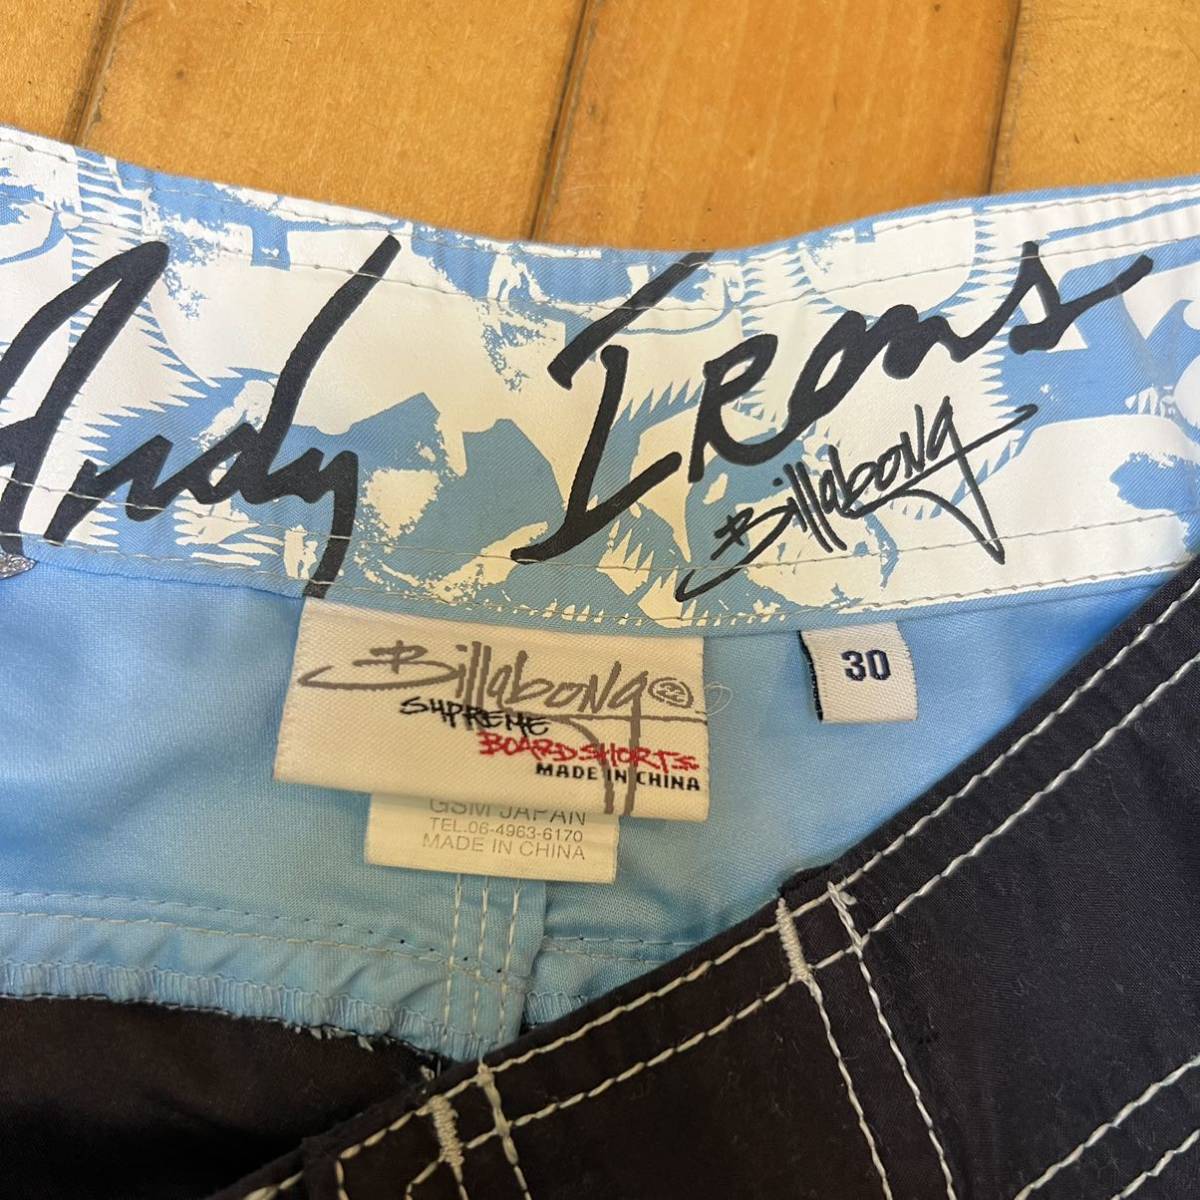 Andy Irons
Billabong
Billabong
SUPREME
BOARDSHORTS
MADE IN CHINA
30
GSM JAPAN
TEL.06-4963-6170
MADE IN CHINA